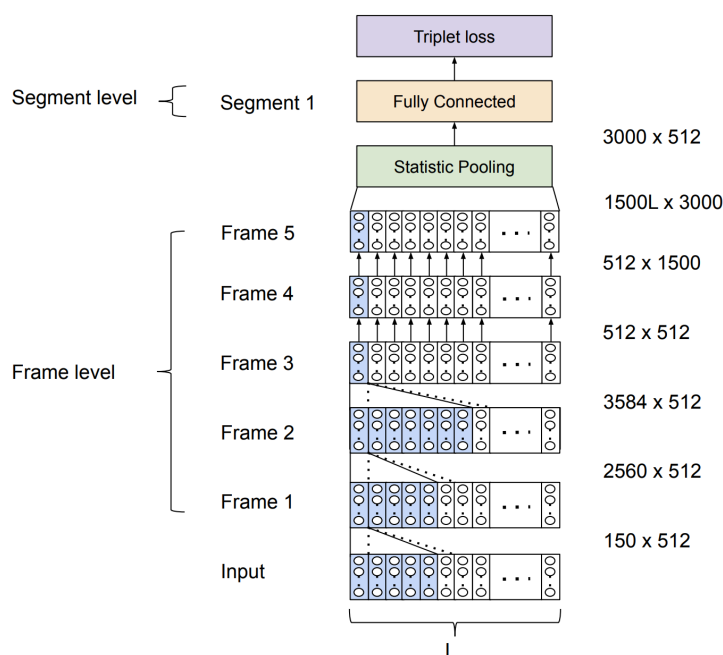 Triplet loss
Segment level
Segment 1
Fully Connected
3000 x 512
Statistic Pooling
1500L x 3000
Frame 5
512 x 1500
Frame 4
512 x 512
Frame level
Frame 3
3584 x 512
Frame 2
2560 x 512
Frame 1
150 x 512
Input